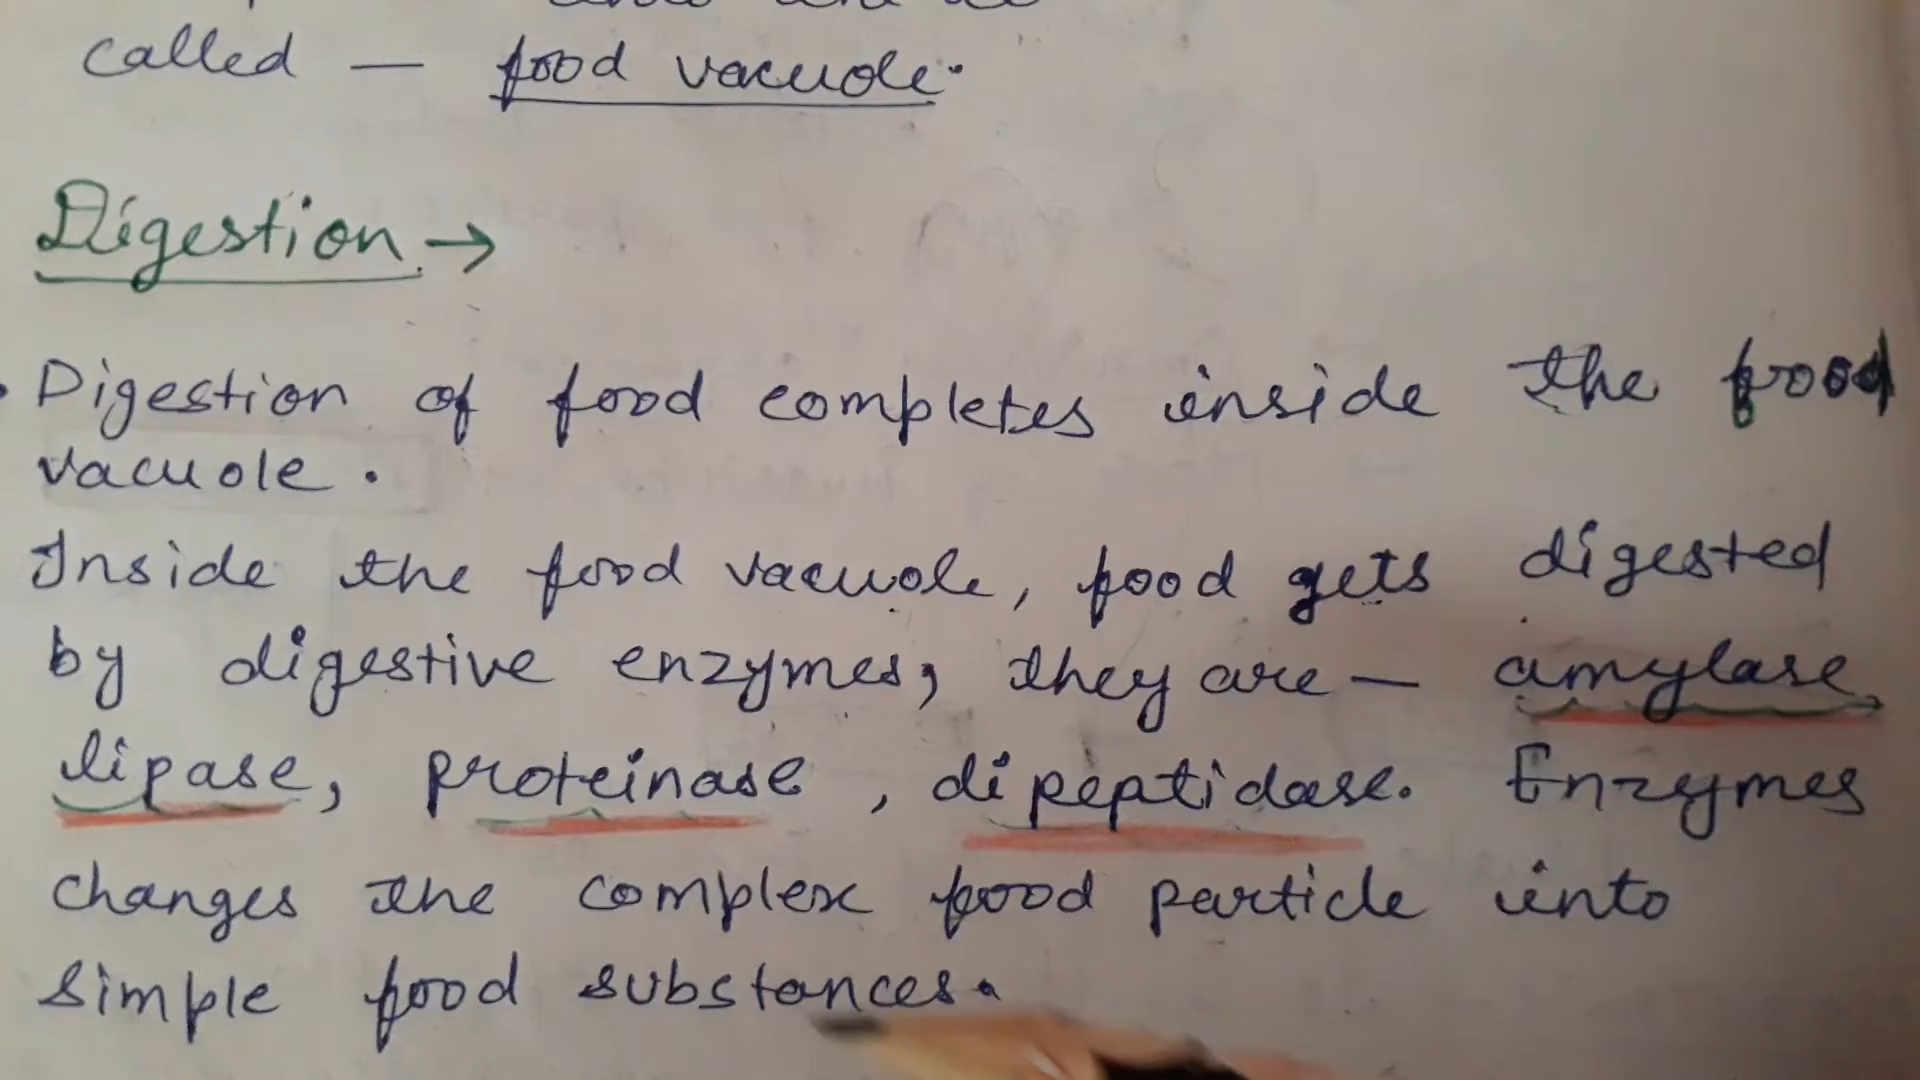 called — food vacuole.
Digestion →
• Digestion of food completes inside the food
vacuole.
Inside the food vacuole, food gets digested
by digestive enzymes, they are — amylase
lipase, proteinase, dipeptidase. Enzymes
changes the complex food particle into
simple food substances.